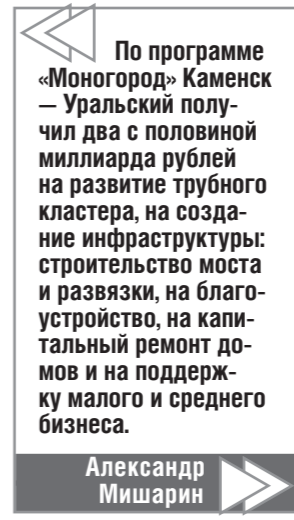 По программе
«Моногород» Каменск
— Уральский полу-
чил два с половиной
миллиарда рублей
на развитие трубного
кластера, на созда-
ние инфраструктуры:
строительство моста
и развязки, на благо-
устройство, на капи-
тальный ремонт до-
мов и на поддерж-
ку малого и среднего
бизнеса.
Александр
Мишарин